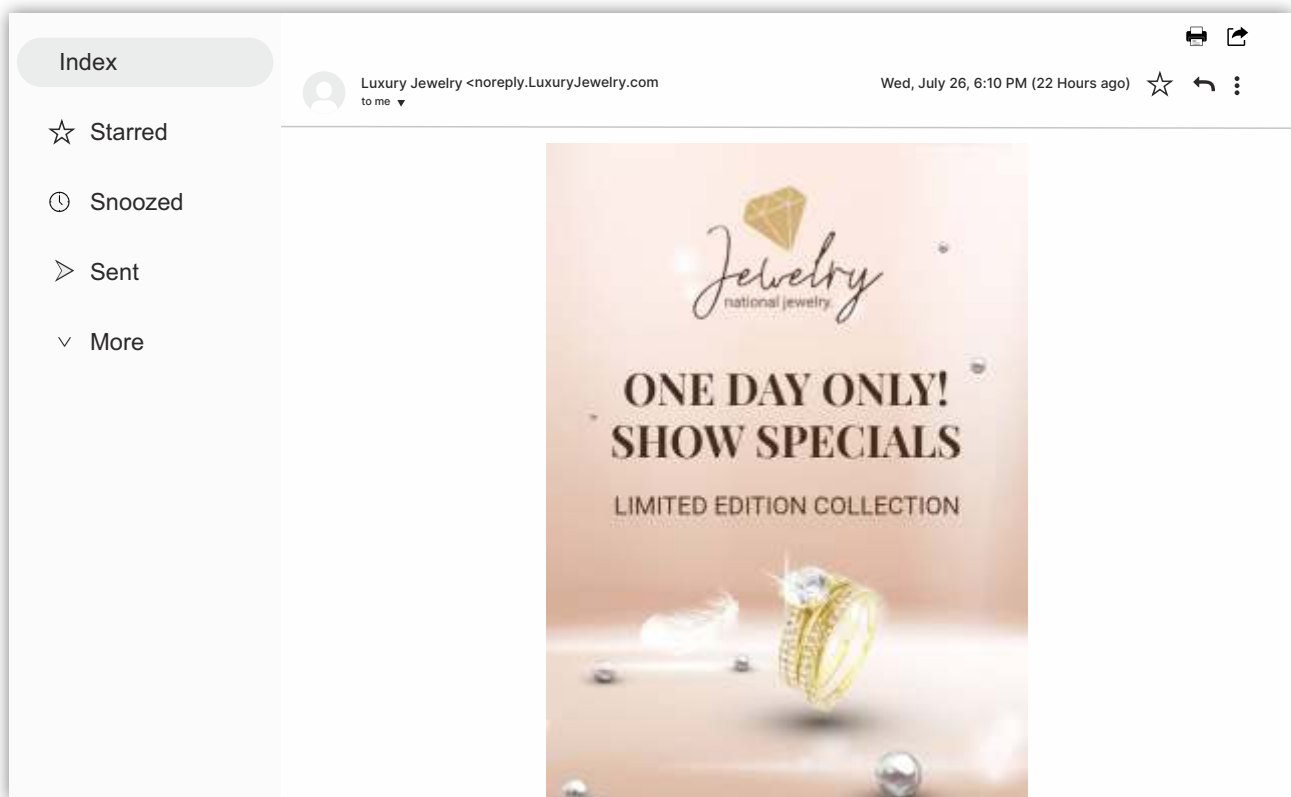 Index
Starred
Snoozed
Sent
More
Luxury Jewelry <noreply.LuxuryJewelry.com
to me
Wed, July 26, 6:10 PM (22 Hours ago)
Jewelry
national jewelry.
ONE DAY ONLY!
SHOW SPECIALS
LIMITED EDITION COLLECTION